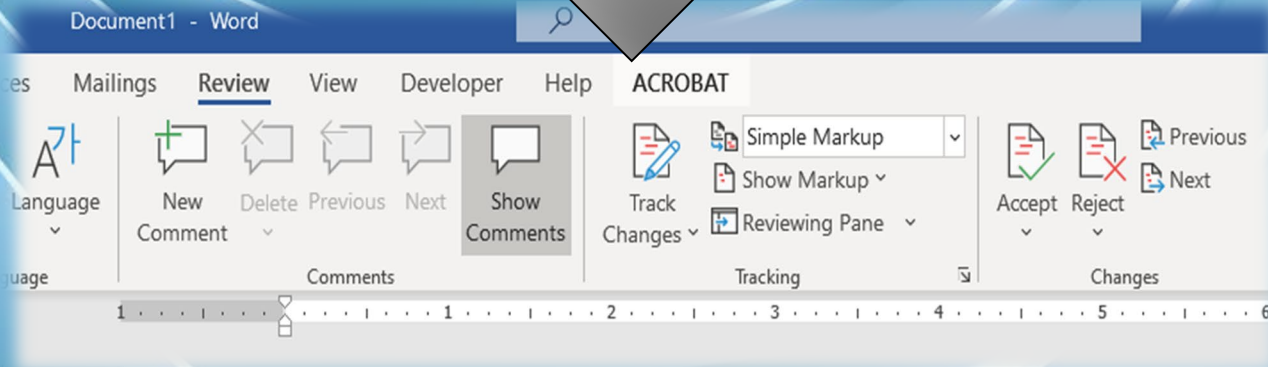 Document1 - Word
ces Mailings Review View Developer Help ACROBAT
A가
Language
New Comment
Delete
Previous
Next
Show Comments
Track Changes
Simple Markup
Show Markup
Reviewing Pane
Accept
Reject
Previous
Next
guage
Comments
Tracking
Changes
1 1 2 3 4 5 6